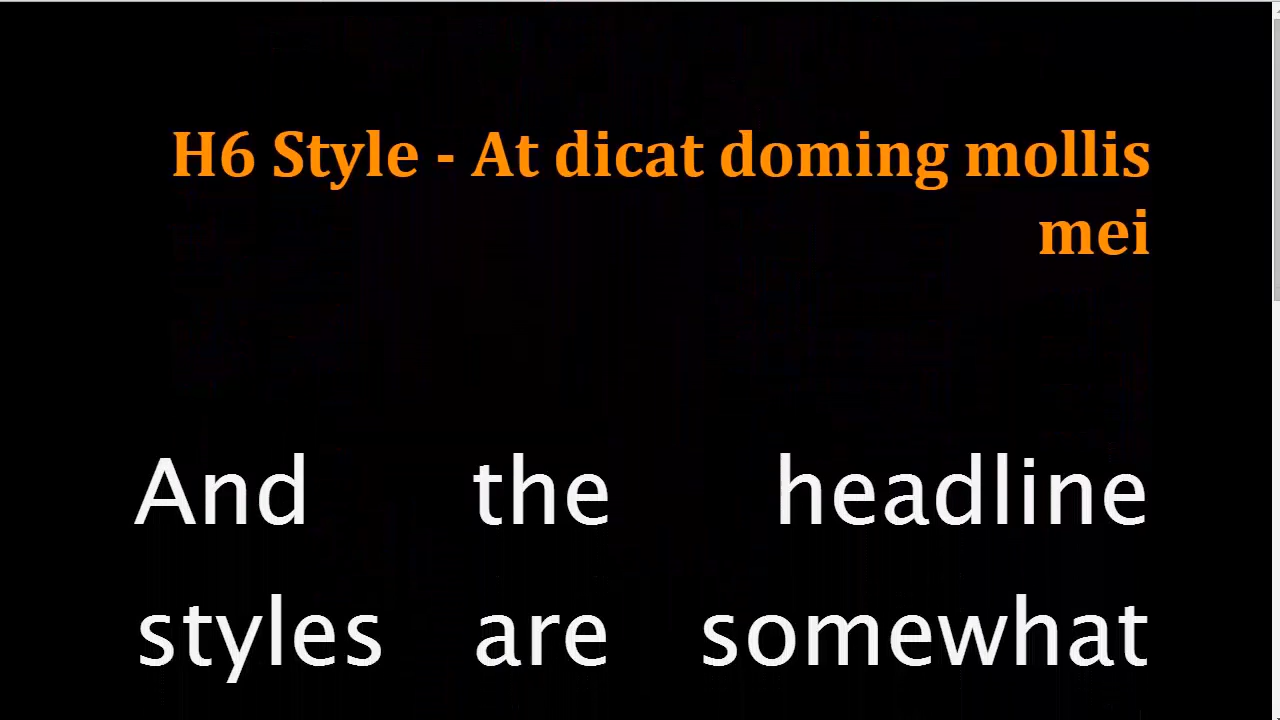 H6 Style - At dicat doming mollis
mei
And the headline
styles are somewhat